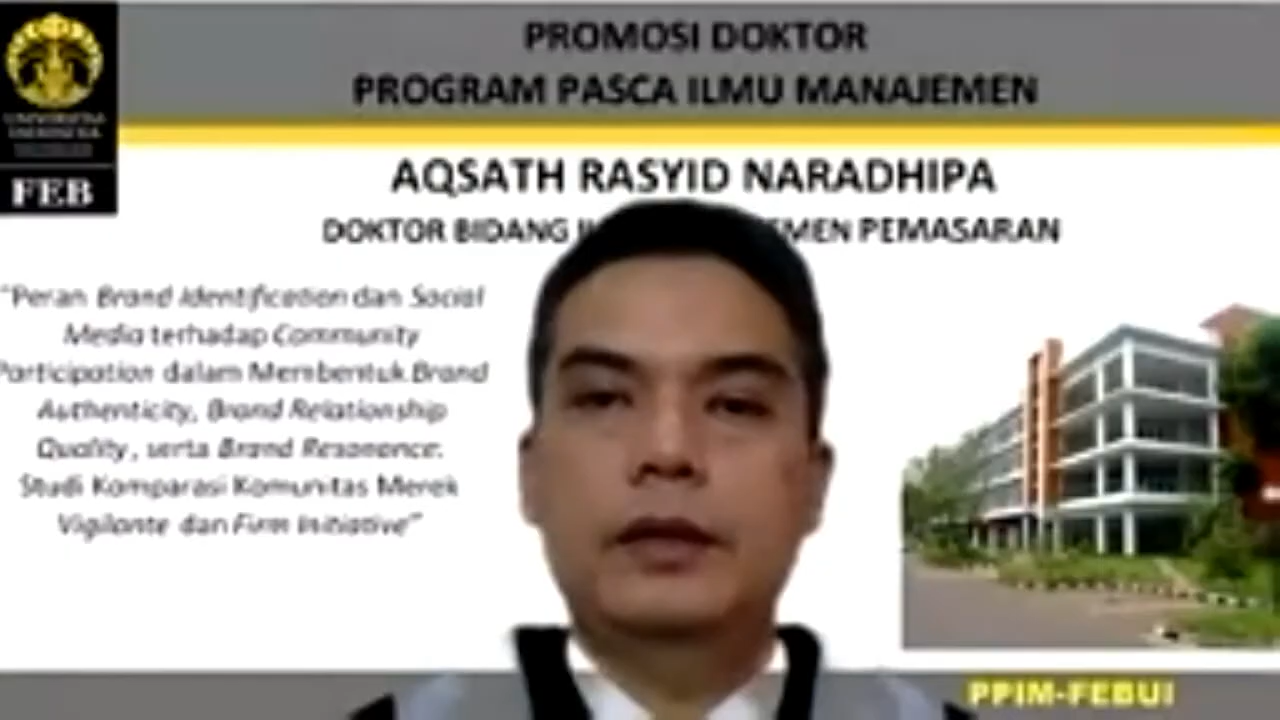 PROMOSI DOKTOR
PROGRAM PASCA ILMU MANAJEMEN
UNIVERSITAS
INDONESIA
FEB
AQSATH RASYID NARADHIPA
DOKTOR BIDANG EMEN PEMASARAN
"Peran Brand Identification dan Social
Media terhadap Community
Participation dalam Membentuk Brand
Authenticity, Brand Relationship
Quality, serta Brand Resonance:
Studi Komparasi Komunitas Merek
Vigilante dan Firm Initiative"
PPIM-FEBUI